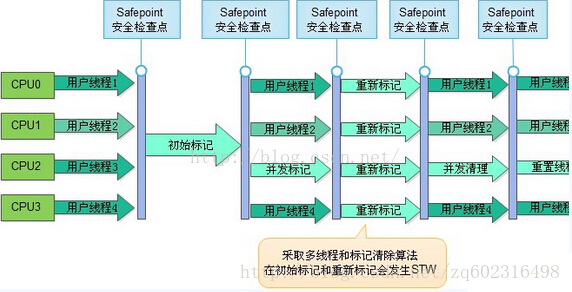 Safepoint
安全检查点
Safepoint
安全检查点
Safepoint
安全检查点
Safepoint
安全检查点
Safepoint
安全检查点
CPU0
用户线程1
用户线程1
重新标记
用户线程1
用户线程
CPU1
用户线程2
用户线程2
重新标记
用户线程2
用户线程
初始标记
http://blog.csdn.net/
CPU2
用户线程3
并发标记
重新标记
并发清理
重置线
CPU3
用户线程4
用户线程4
重新标记
用户线程4
用户线程
采取多线程和标记清除算法
在初始标记和重新标记会发生STW
http://blog.csdn.net/zq602316498